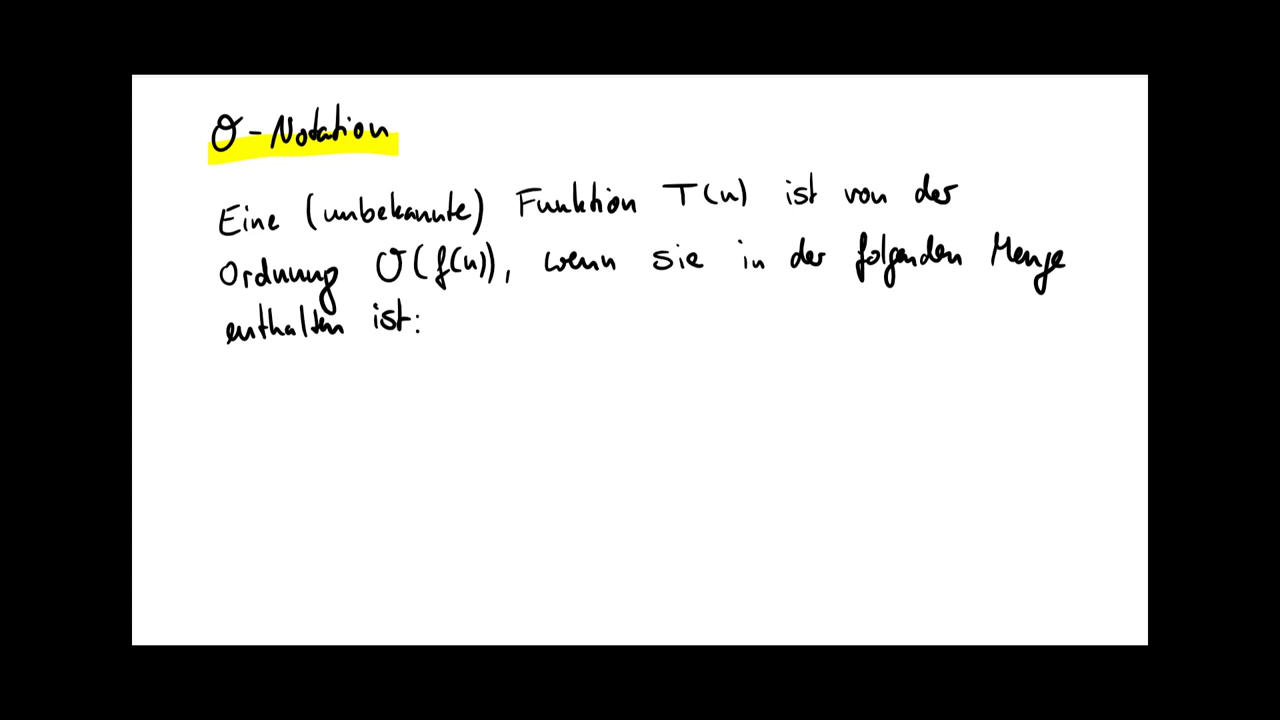 O-Notation
Eine (unbekannte) Funktion T(n) ist von der
Ordnung O(f(n)), wenn sie in der folgenden Menge
enthalten ist: